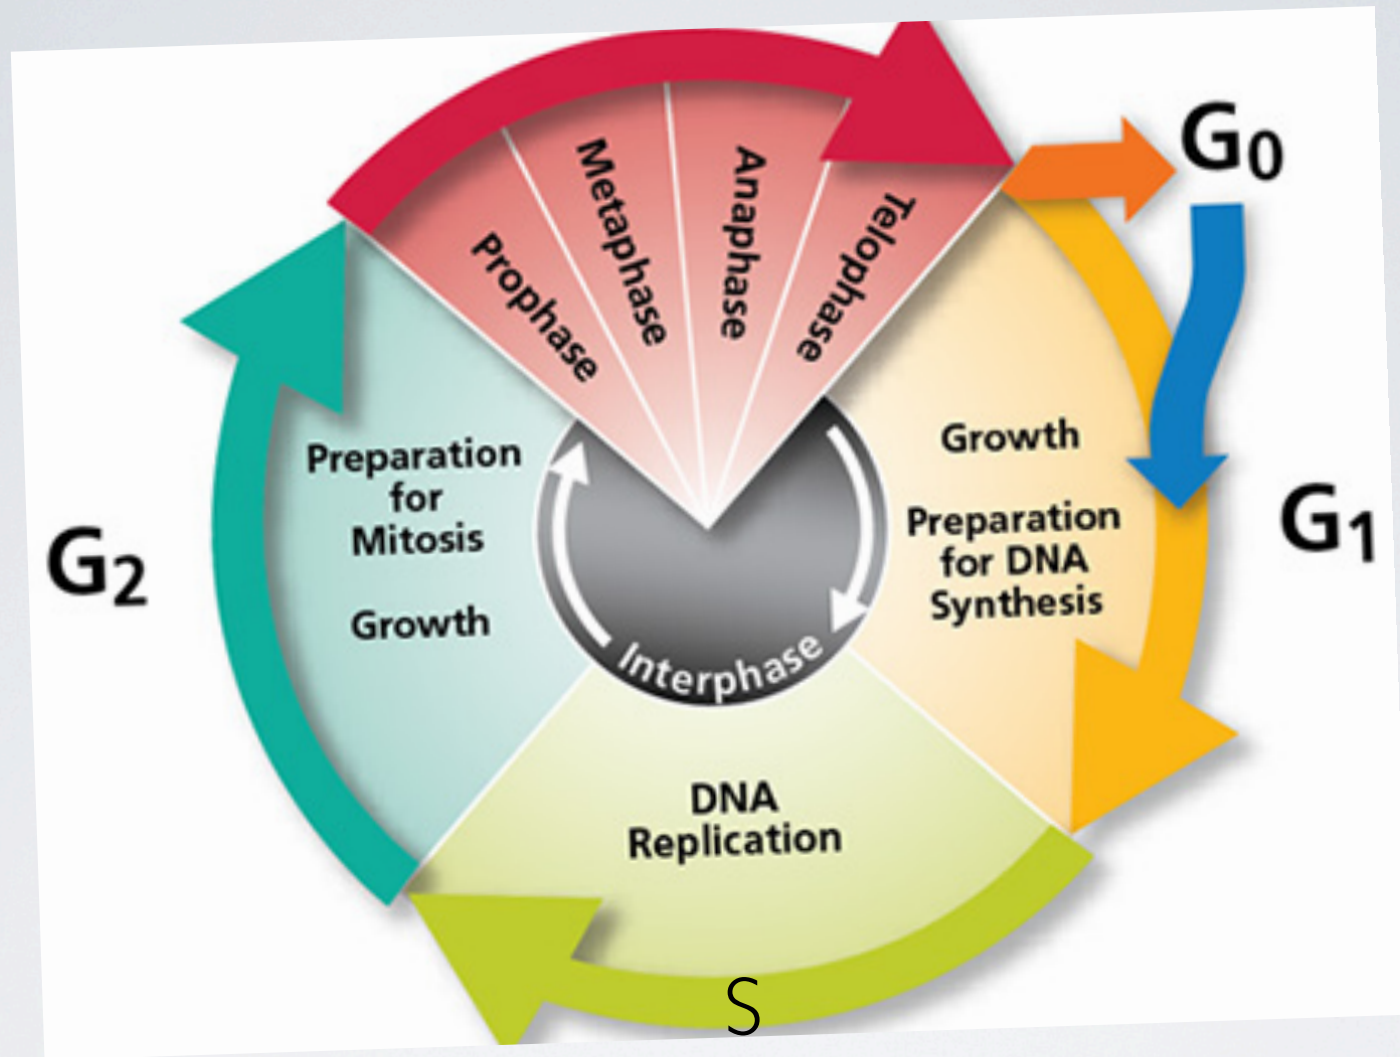 Prophase
Metaphase
Anaphase
Telophase
G0
Growth
Preparation
for DNA
Synthesis
G1
DNA
Replication
S
Preparation
for
Mitosis
Growth
G2
Interphase